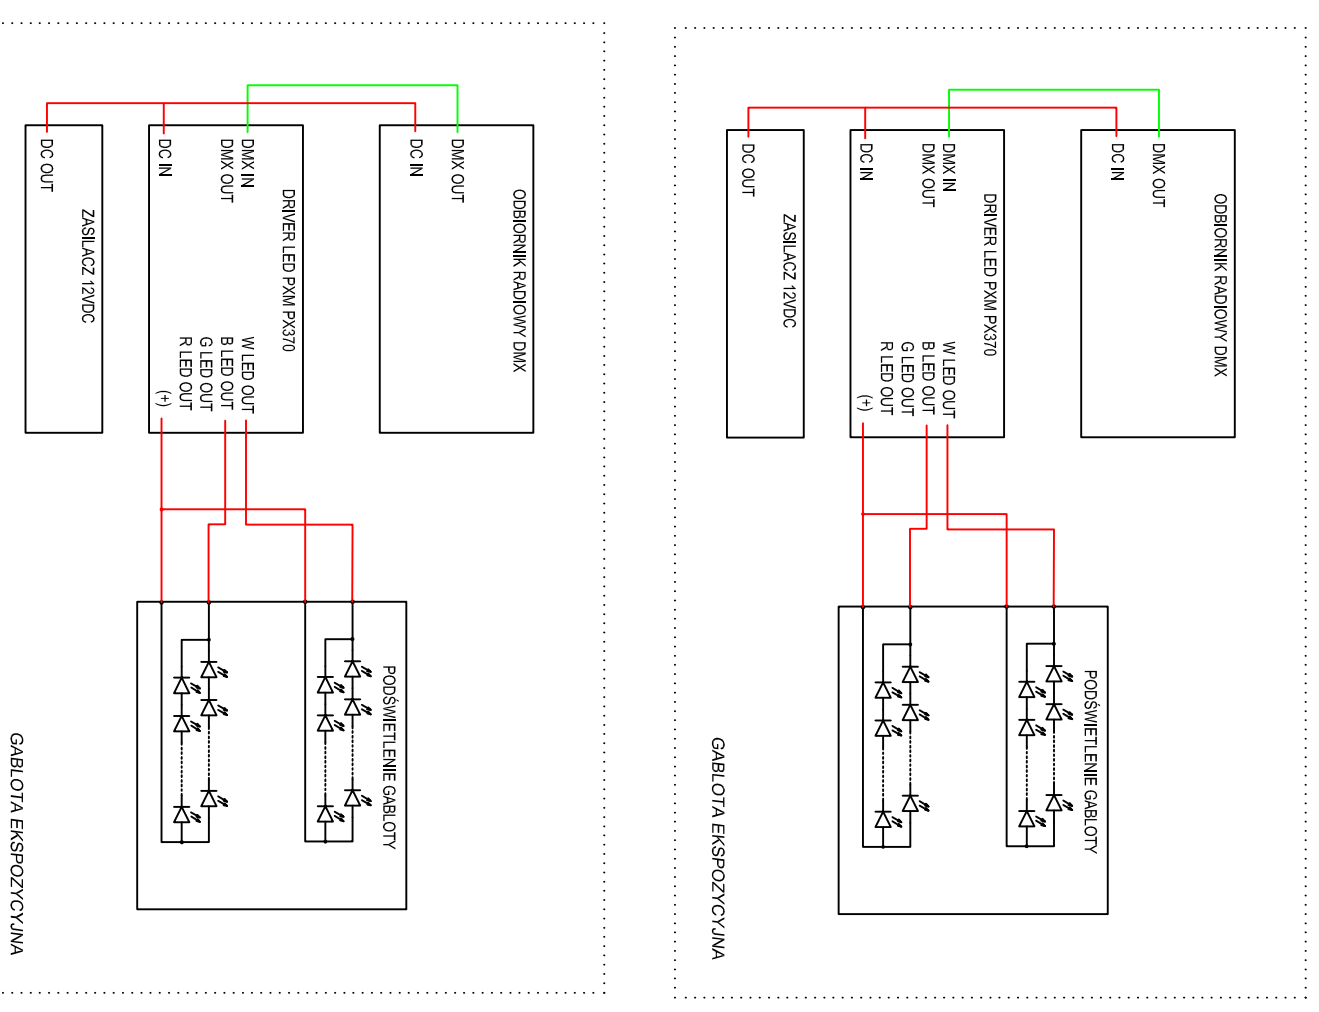 ODBIORNIK RADIOWY DMX
DMX OUT
DC IN
DRIVER LED PXM PX370
DMX IN
DMX OUT
DC IN
W LED OUT
B LED OUT
G LED OUT
R LED OUT
(+)
ZASILACZ 12VDC
DC OUT
PODŚWIETLENIE GABLOTY
GABLOTA EKSPOZYCYJNA
ODBIORNIK RADIOWY DMX
DMX OUT
DC IN
DRIVER LED PXM PX370
DMX IN
DMX OUT
DC IN
W LED OUT
B LED OUT
G LED OUT
R LED OUT
(+)
ZASILACZ 12VDC
DC OUT
PODŚWIETLENIE GABLOTY
GABLOTA EKSPOZYCYJNA